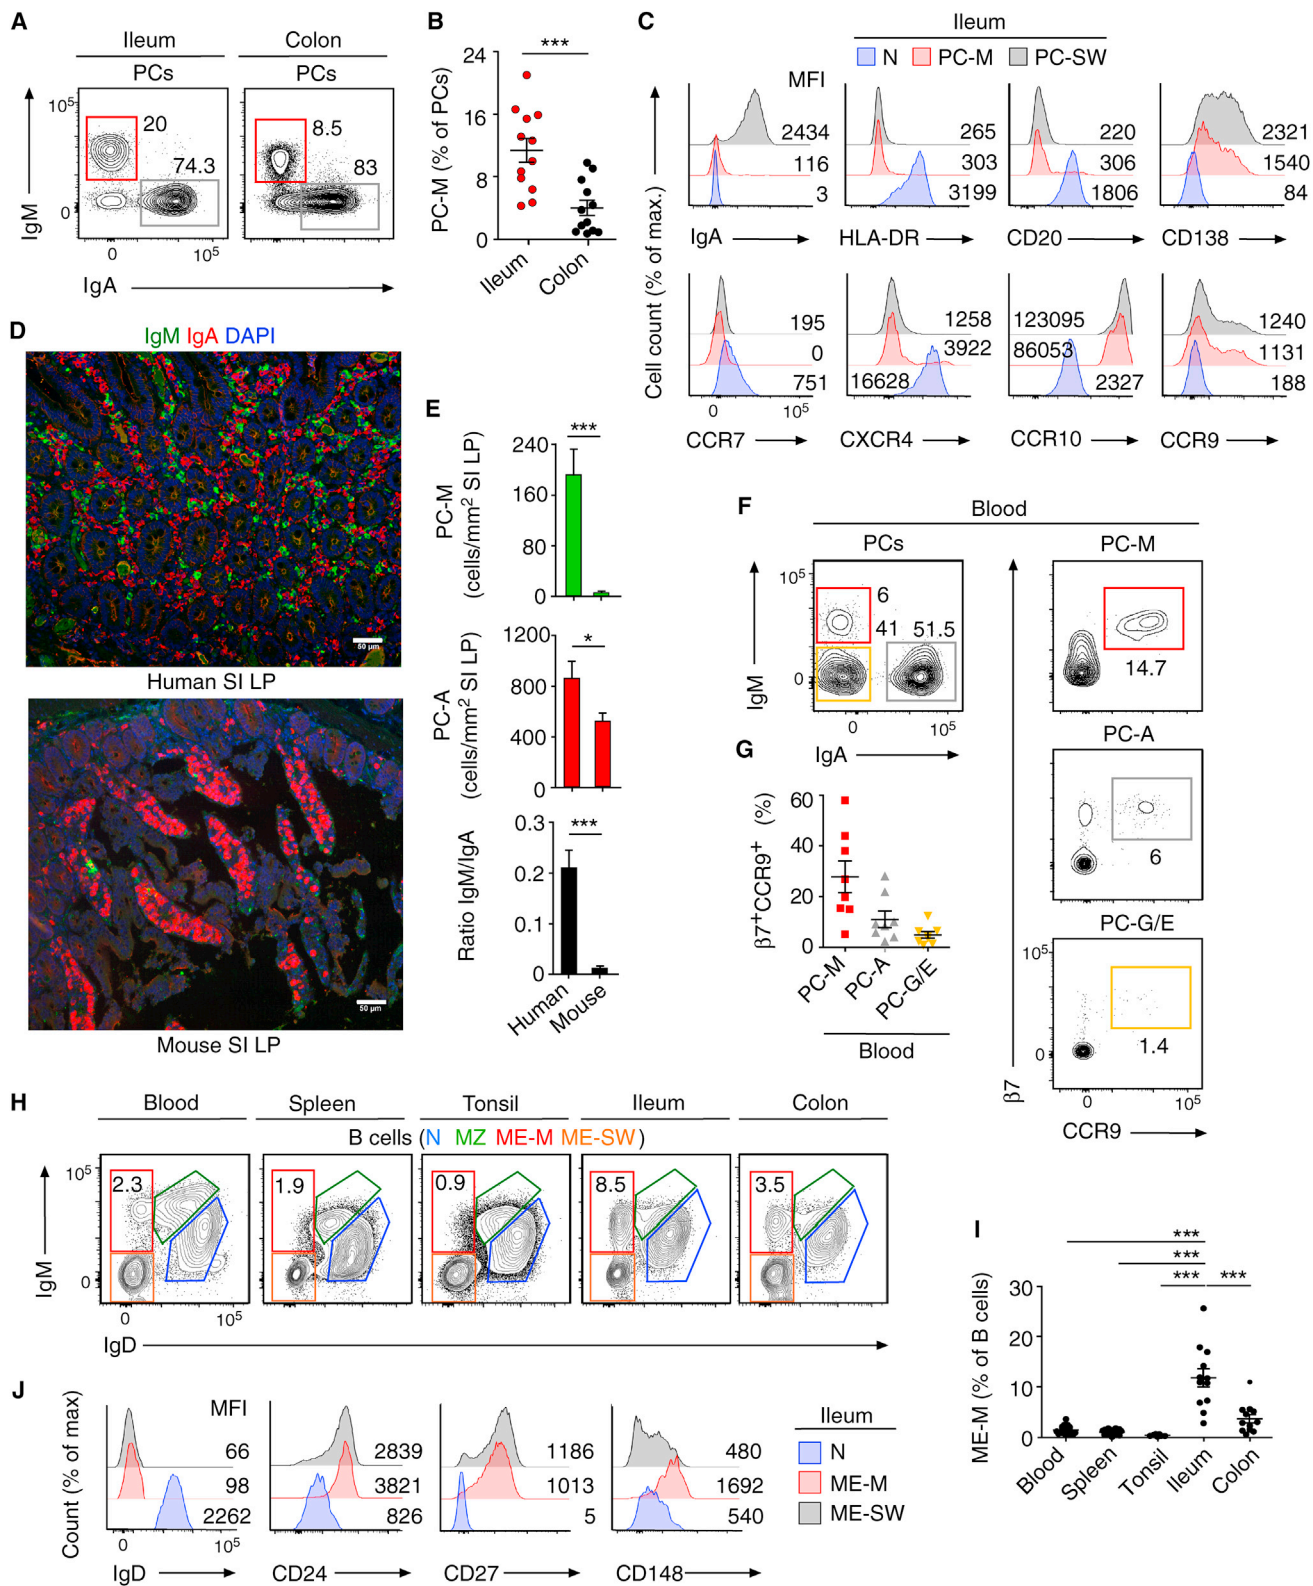 A
Ileum
Colon
PCs
PCs
10⁵
20
74.3
8.5
83
0
IgM
0
10⁵
IgA
B
***
24
16
8
0
PC-M (% of PCs)
Ileum
Colon
C
Ileum
N PC-M PC-SW
MFI
2434
116
3
265
303
3199
220
306
1806
2321
1540
84
IgA
HLA-DR
CD20
CD138
Cell count (% of max.)
195
0
751
1258
3922
16628
123095
86053
2327
1240
1131
188
0
10⁵
CCR7
CXCR4
CCR10
CCR9
D
IgM IgA DAPI
50 µm
Human SI LP
50 µm
Mouse SI LP
E
***
240
160
80
0
PC-M
(cells/mm² SI LP)
*
1200
800
400
0
PC-A
(cells/mm² SI LP)
***
0.3
0.2
0.1
0
Ratio IgM/IgA
Human
Mouse
F
Blood
PCs
10⁵
6
41
51.5
0
IgM
0
10⁵
IgA
PC-M
14.7
PC-A
6
PC-G/E
10⁵
1.4
0
β7
0
10⁵
CCR9
G
60
40
20
0
β7⁺CCR9⁺ (%)
PC-M
PC-A
PC-G/E
Blood
H
Blood
Spleen
Tonsil
Ileum
Colon
B cells (N MZ ME-M ME-SW)
10⁵
2.3
1.9
0.9
8.5
3.5
0
IgM
0
10⁵
IgD
I
***
***
***
***
30
20
10
0
ME-M (% of B cells)
Blood
Spleen
Tonsil
Ileum
Colon
J
Count (% of max)
MFI
66
98
2262
2839
3821
826
1186
1013
5
480
1692
540
0
10⁵
IgD
CD24
CD27
CD148
Ileum
N
ME-M
ME-SW